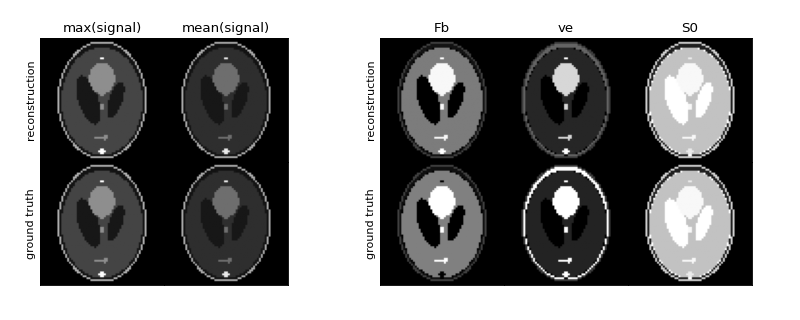 max(signal) mean(signal) Fb ve S0
reconstruction reconstruction
ground truth ground truth